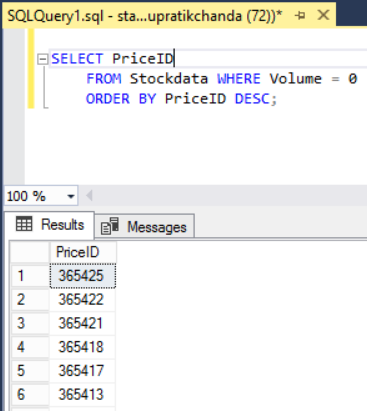 SQLQuery1.sql - sta...upratikchanda (72))*
SELECT PriceID
FROM Stockdata WHERE Volume = 0
ORDER BY PriceID DESC;
100 %
Results Messages
PriceID
1 365425
2 365422
3 365421
4 365418
5 365417
6 365413